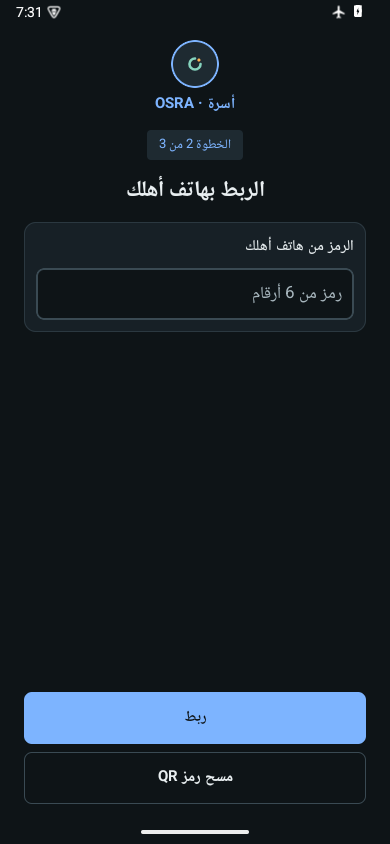 7:31
أسرة · OSRA
الخطوة 2 من 3
الربط بهاتف أهلك
الرمز من هاتف أهلك
رمز من 6 أرقام
ربط
مسح رمز QR